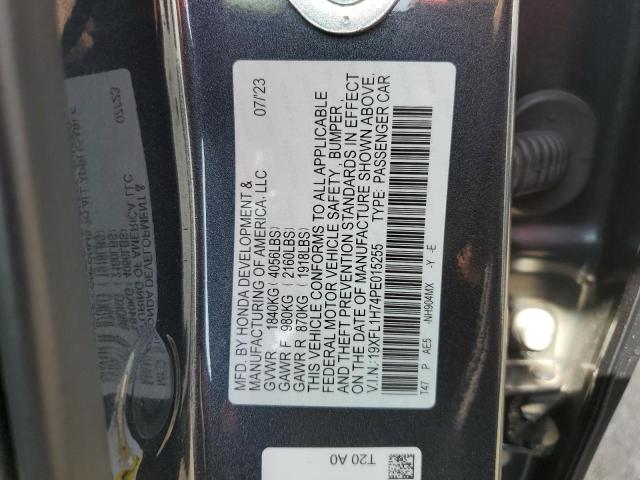 MFD. BY HONDA DEVELOPMENT &
MANUFACTURING OF AMERICA, LLC 07/'23
GVWR 1840KG (4056LBS)
GAWR F 980KG (2160LBS)
GAWR R 870KG (1918LBS)
THIS VEHICLE CONFORMS TO ALL APPLICABLE
FEDERAL MOTOR VEHICLE SAFETY, BUMPER,
AND THEFT PREVENTION STANDARDS IN EFFECT
ON THE DATE OF MANUFACTURE SHOWN ABOVE.
V.I.N.:19XFL1H74PE015255 TYPE: PASSENGER CAR
T47 P AE5 -NH904MX -Y -E
T20 A0